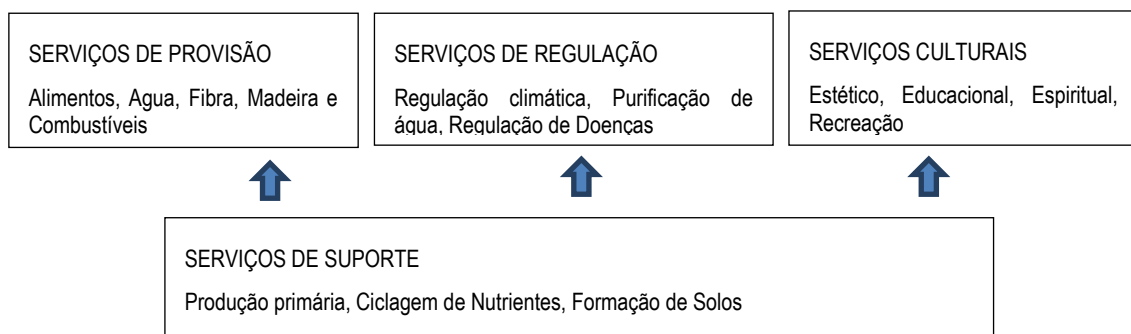 SERVIÇOS DE PROVISÃO
Alimentos, Agua, Fibra, Madeira e
Combustíveis
SERVIÇOS DE REGULAÇÃO
Regulação climática, Purificação de
água, Regulação de Doenças
SERVIÇOS CULTURAIS
Estético, Educacional, Espiritual,
Recreação
SERVIÇOS DE SUPORTE
Produção primária, Ciclagem de Nutrientes, Formação de Solos